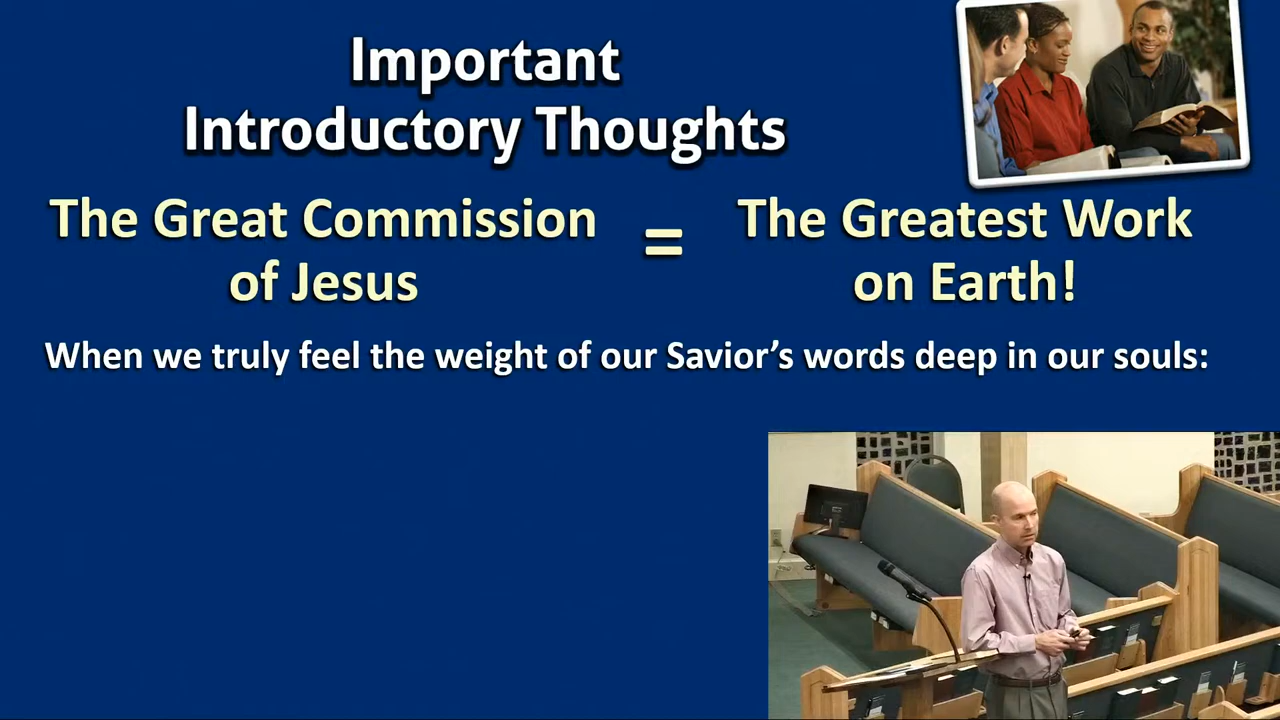 Important
Introductory Thoughts
The Great Commission
of Jesus
=
The Greatest Work
on Earth!
When we truly feel the weight of our Savior’s words deep in our souls: